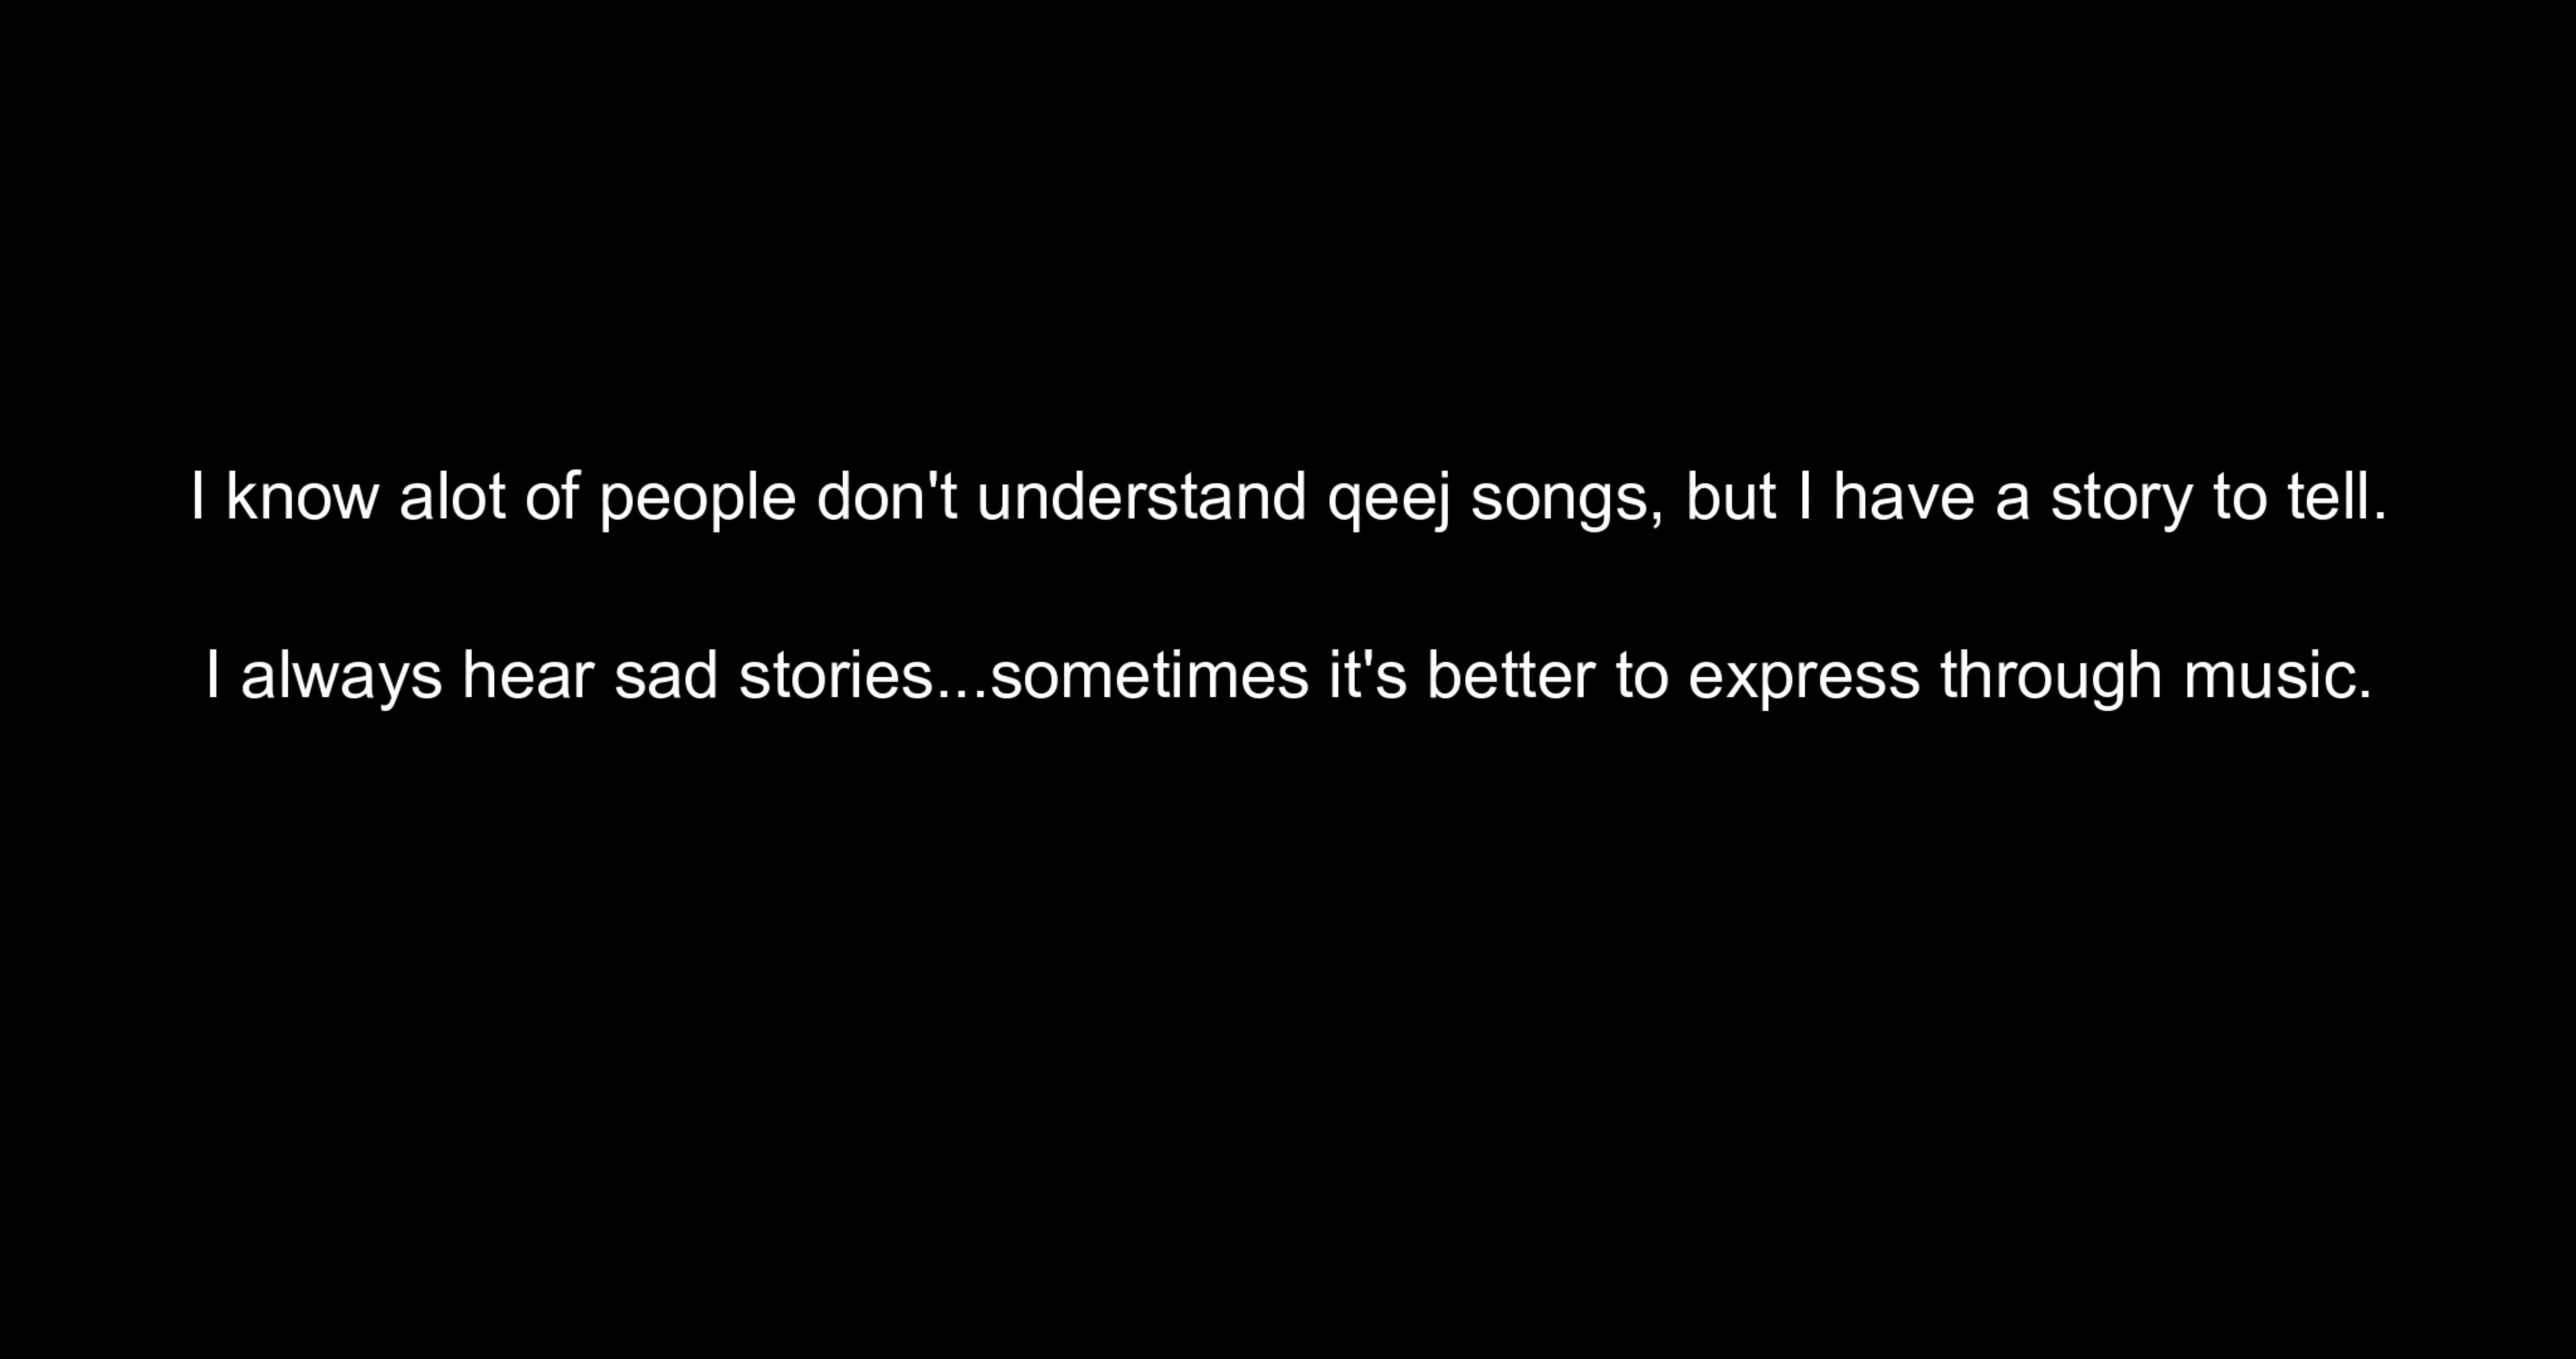 I know alot of people don't understand qeej songs, but I have a story to tell.
I always hear sad stories...sometimes it's better to express through music.